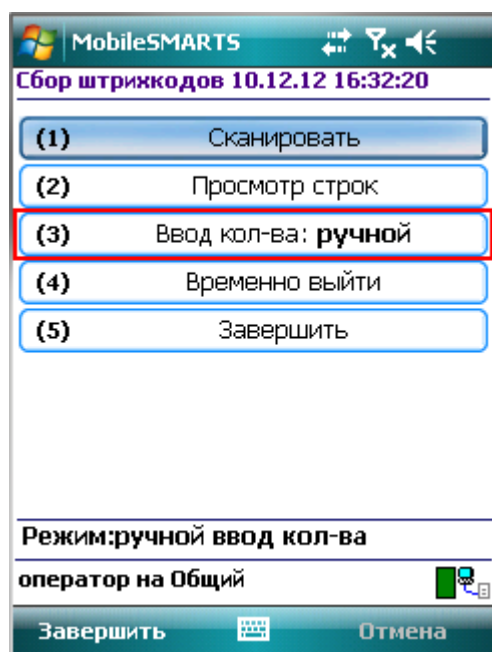 MobileSMARTS
Сбор штрихкодов 10.12.12 16:32:20
(1) Сканировать
(2) Просмотр строк
(3) Ввод кол-ва: ручной
(4) Временно выйти
(5) Завершить
Режим:ручной ввод кол-ва
оператор на Общий
Завершить Отмена